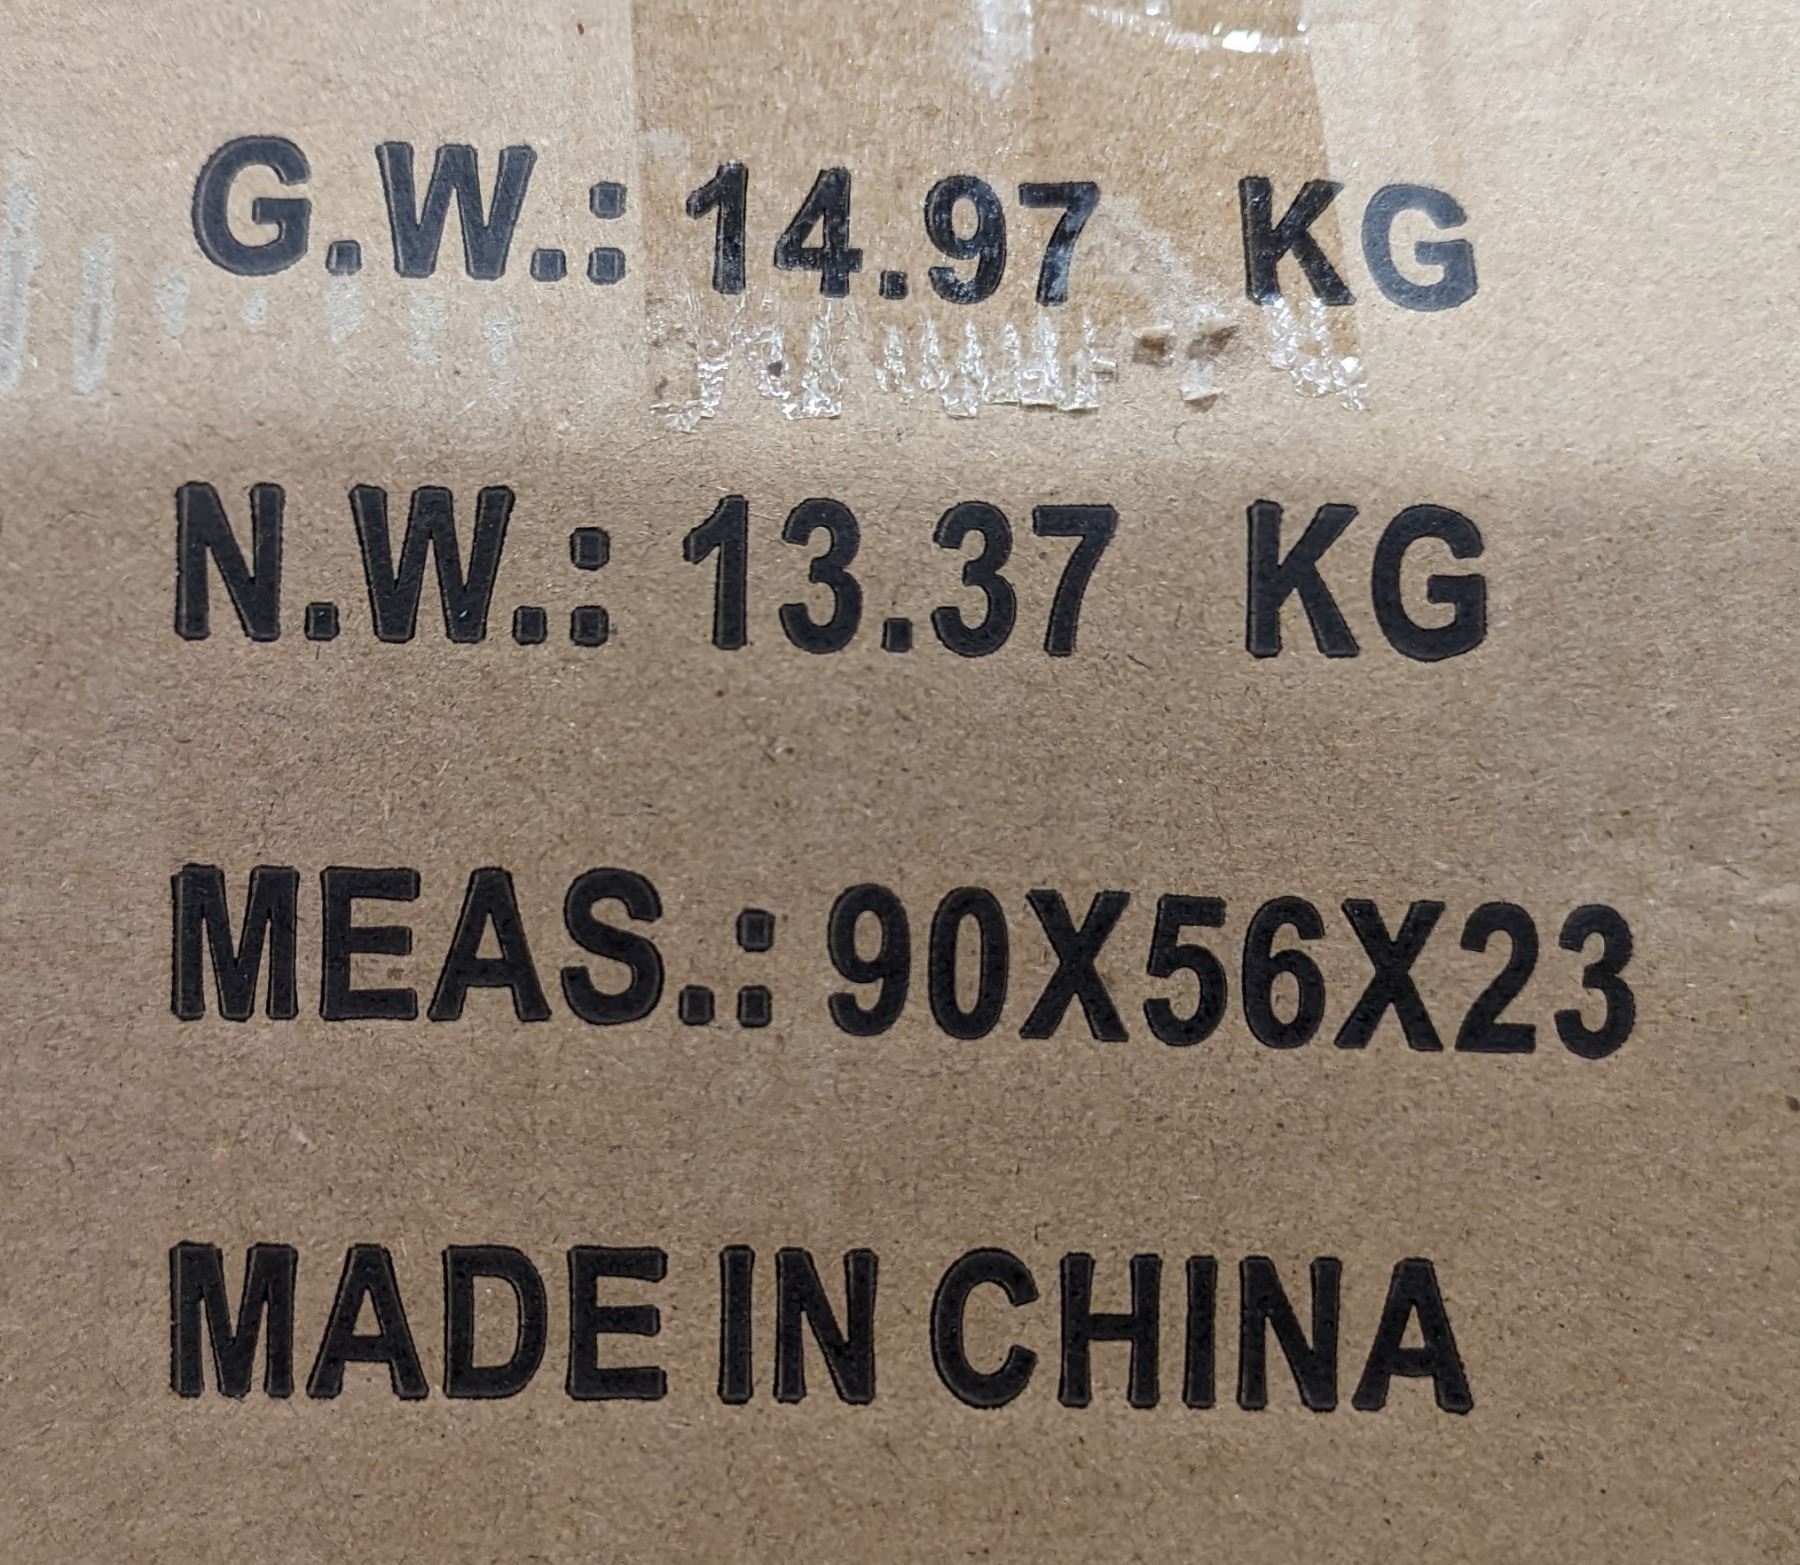 G.W.: 14.97 KG
N.W.: 13.37 KG
MEAS.: 90X56X23
MADE IN CHINA